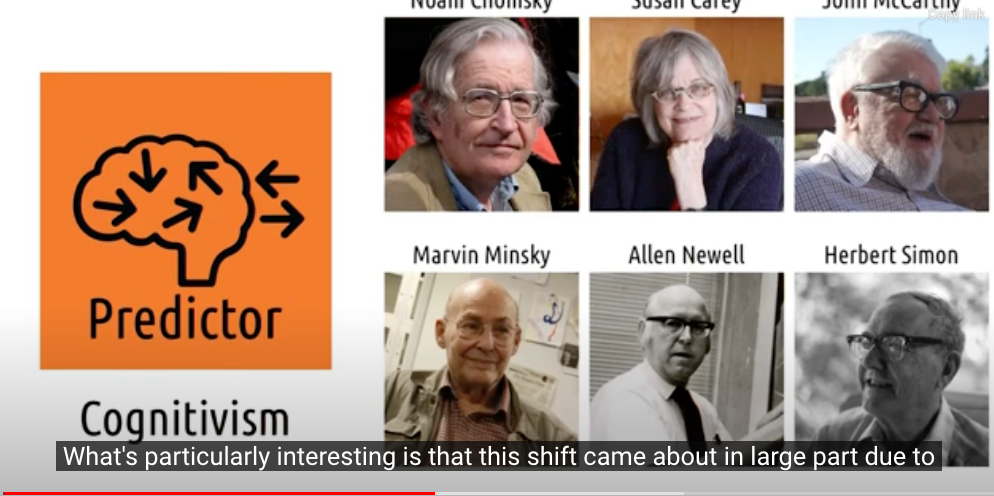 Noam Chomsky
Susan Carey
John McCarthy
Copy link
Marvin Minsky
Allen Newell
Herbert Simon
Predictor
Cognitivism
What's particularly interesting is that this shift came about in large part due to